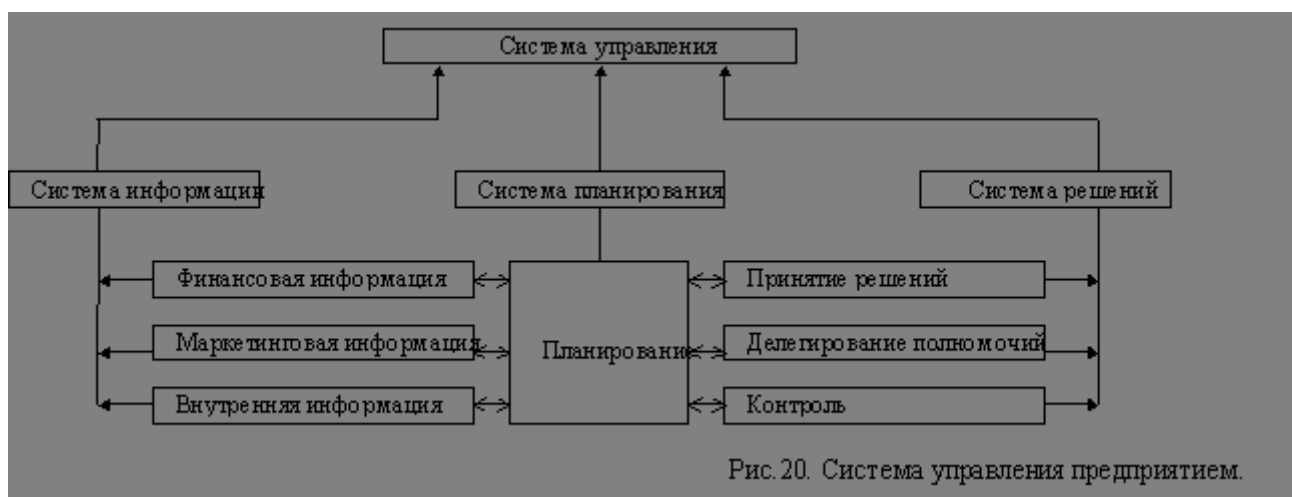 Система управления
Система информации
Система планирования
Система решений
Финансовая информация
Принятие решений
Маркетинговая информация
Планирование
Делегирование полномочий
Внутренняя информация
Контроль
Рис.20. Система управления предприятием.